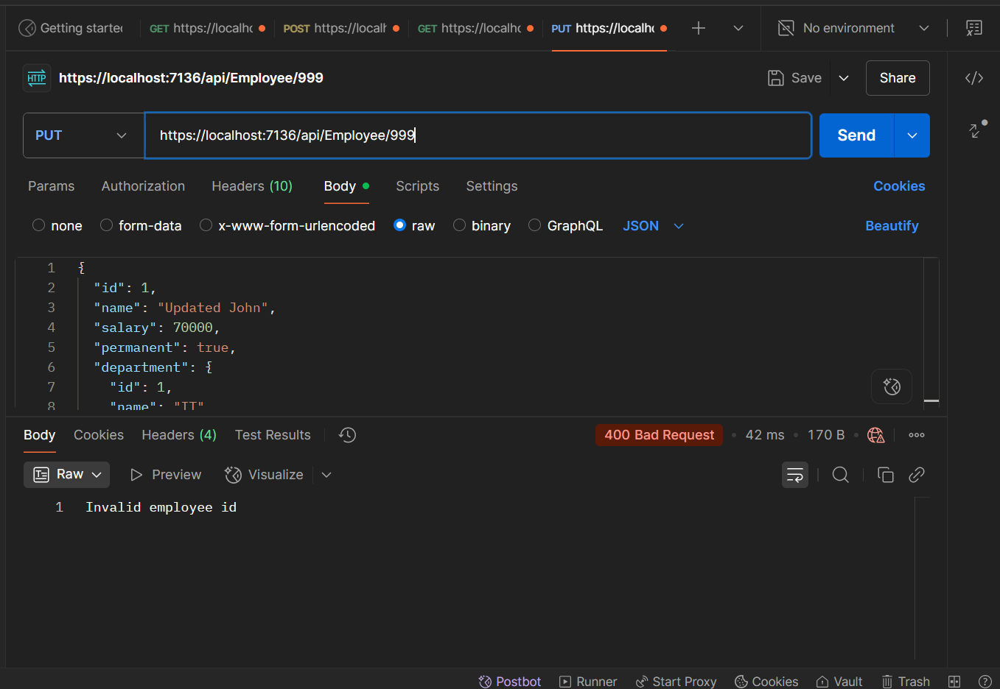 Getting starte
GET https://localh
POST https://local
GET https://localh
PUT https://localh
No environment
HTTP https://localhost:7136/api/Employee/999
Save
Share
PUT
https://localhost:7136/api/Employee/999
Send
Params Authorization Headers (10) Body Scripts Settings Cookies
none form-data x-www-form-urlencoded raw binary GraphQL JSON Beautify
1 {
2 "id": 1,
3 "name": "Updated John",
4 "salary": 70000,
5 "permanent": true,
6 "department": {
7 "id": 1,
8 "name": "IT"
Body Cookies Headers (4) Test Results 400 Bad Request 42 ms 170 B
Raw Preview Visualize
1 Invalid employee id
Postbot Runner Start Proxy Cookies Vault Trash